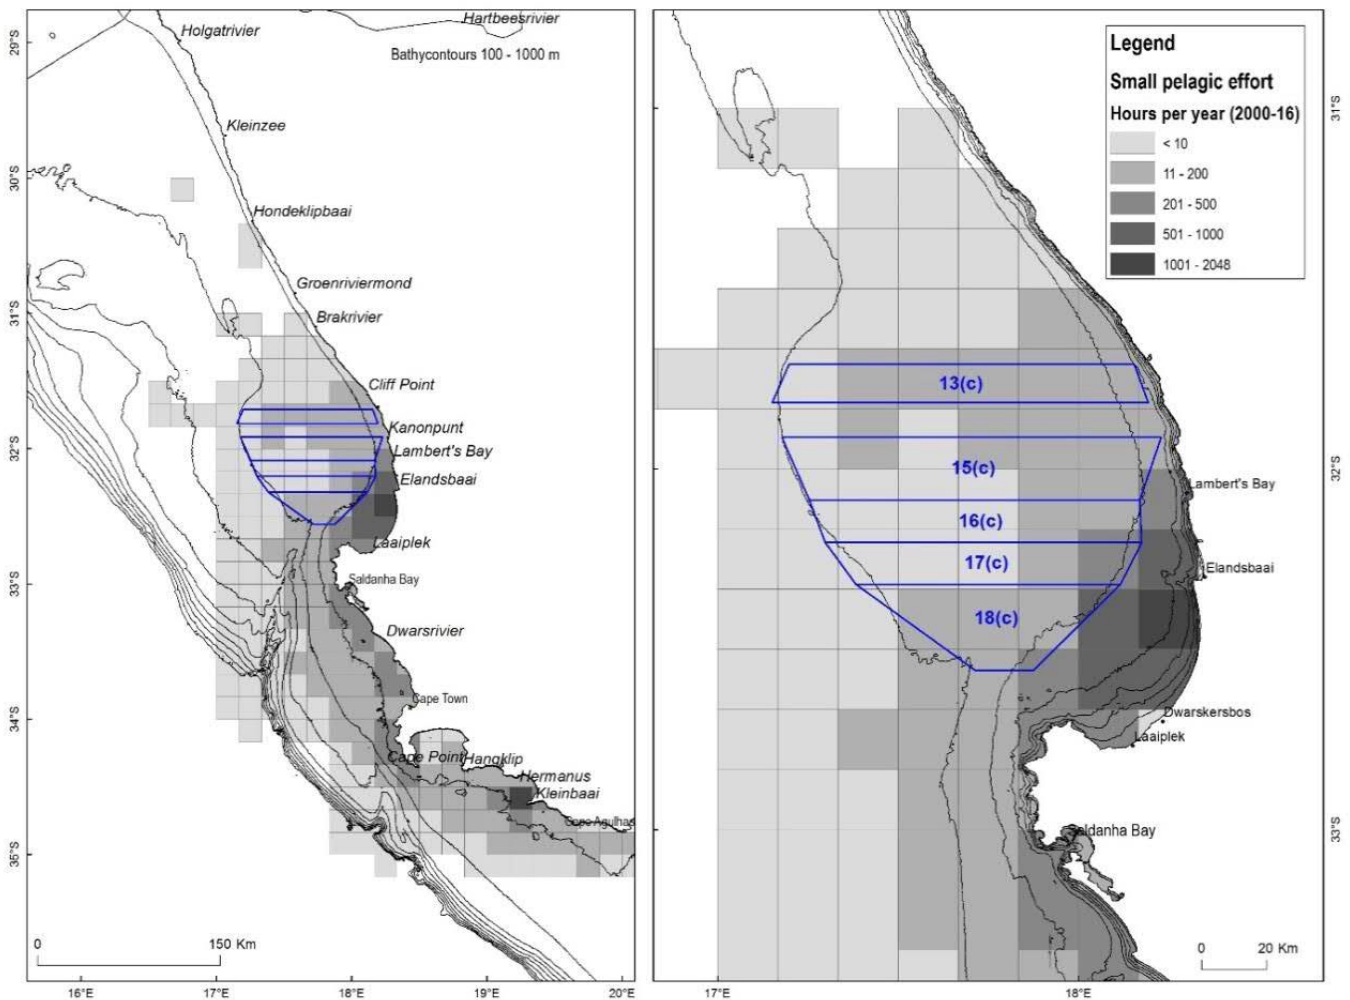 Holgatrivier
Hartbeesrivier
Bathycontours 100 - 1000 m
Kleinzee
Hondeklipbaai
Groenriviermond
Brakrivier
Cliff Point
Kanonpunt
Lambert's Bay
Elandsbaai
Laaiplek
Saldanha Bay
Dwarsrivier
Cape Town
Cape Point
Hangklip
Hermanus
Kleinbaai
Cape Agulhas
29°S
30°S
31°S
32°S
33°S
34°S
36°S
0 150 Km
16°E 17°E 18°E 19°E 20°E
Legend
Small pelagic effort
Hours per year (2000-16)
< 10
11 - 200
201 - 500
501 - 1000
1001 - 2048
13(c)
15(c)
16(c)
17(c)
18(c)
Lambert's Bay
Elandsbaai
Dwarskersbos
Laaiplek
Saldanha Bay
31°S
32°S
33°S
0 20 Km
17°E 18°E